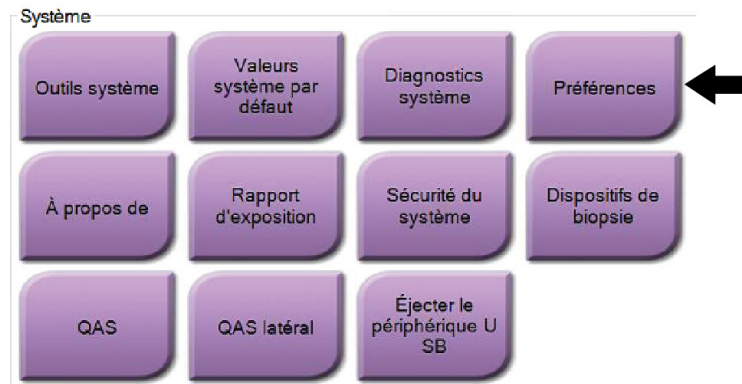 Système
Outils système
Valeurs
système par
défaut
Diagnostics
système
Préférences
À propos de
Rapport
d'exposition
Sécurité du
système
Dispositifs de
biopsie
QAS
QAS latéral
Éjecter le
périphérique U
SB